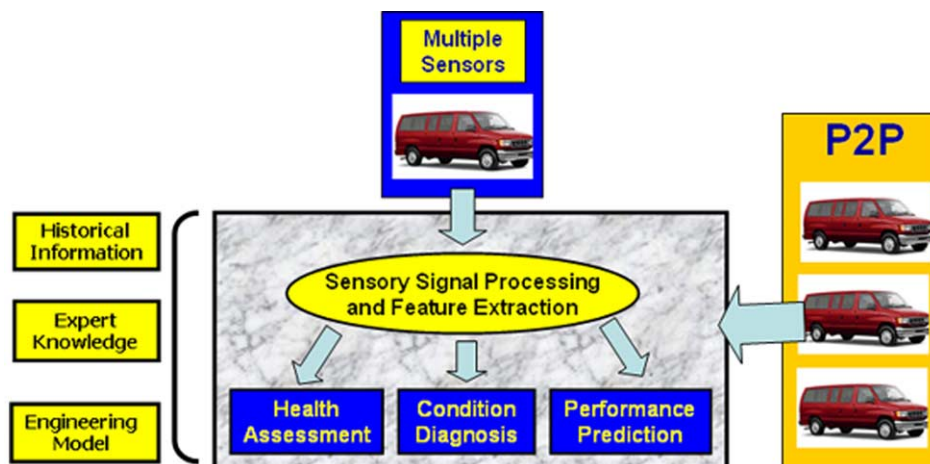 Multiple
Sensors
P2P
Historical
Information
Expert
Knowledge
Engineering
Model
Sensory Signal Processing
and Feature Extraction
Health
Assessment
Condition
Diagnosis
Performance
Prediction